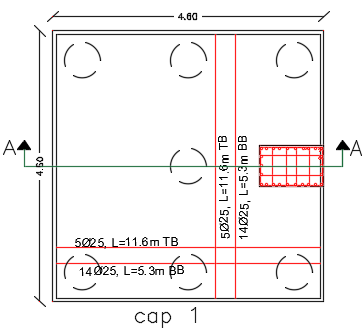 4.60
A
A
4.60
5Ø25, L=11.6m TB
14Ø25, L=5.3m BB
5Ø25, L=11.6m TB
14Ø25, L=5.3m BB
cap 1